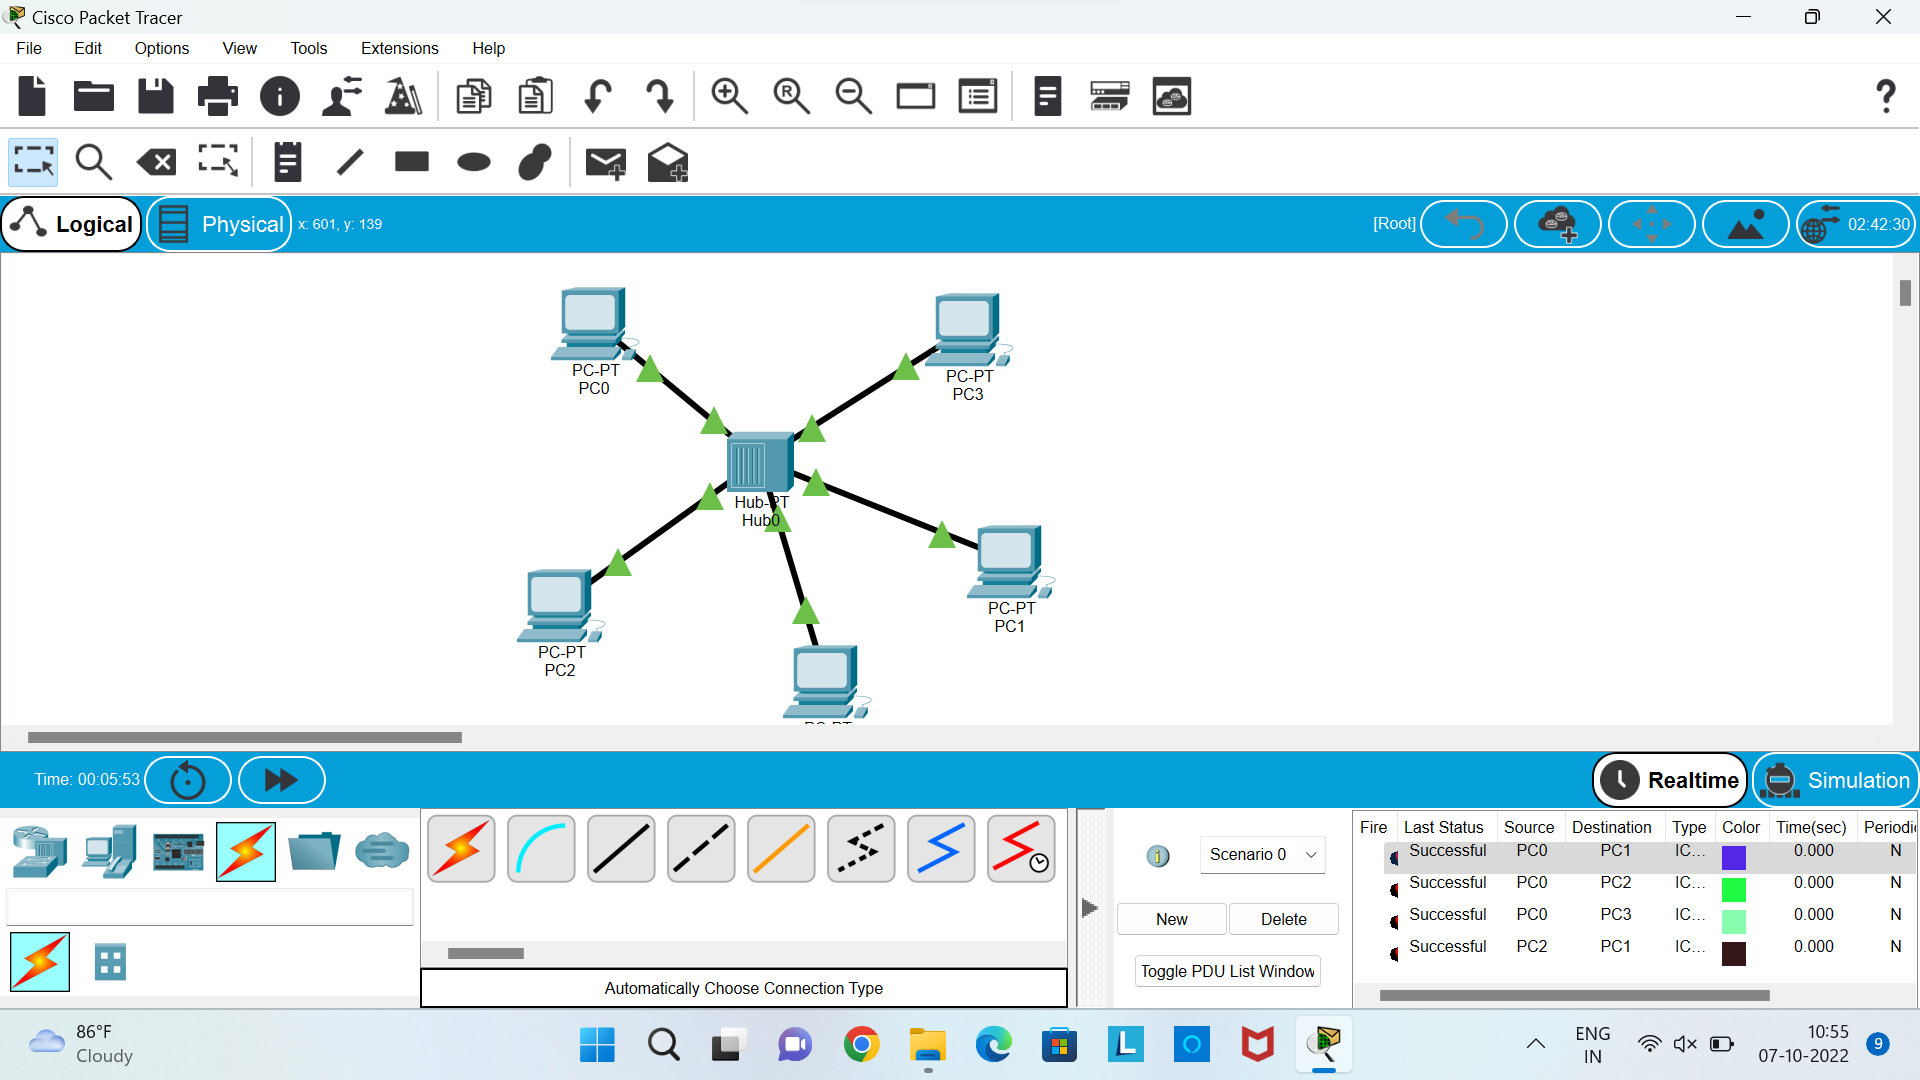 Cisco Packet Tracer
File Edit Options View Tools Extensions Help
Logical Physical x: 601, y: 139 [Root] 02:42:30
PC-PT
PC0
PC-PT
PC3
Hub-PT
Hub0
PC-PT
PC1
PC-PT
PC2
Time: 00:05:53 Realtime Simulation
Fire Last Status Source Destination Type Color Time(sec) Periodi
Successful PC0 PC1 IC... 0.000 N
Successful PC0 PC2 IC... 0.000 N
Successful PC0 PC3 IC... 0.000 N
Successful PC2 PC1 IC... 0.000 N
Scenario 0
New Delete
Toggle PDU List Window
Automatically Choose Connection Type
86°F
Cloudy
ENG
IN
10:55
07-10-2022
9